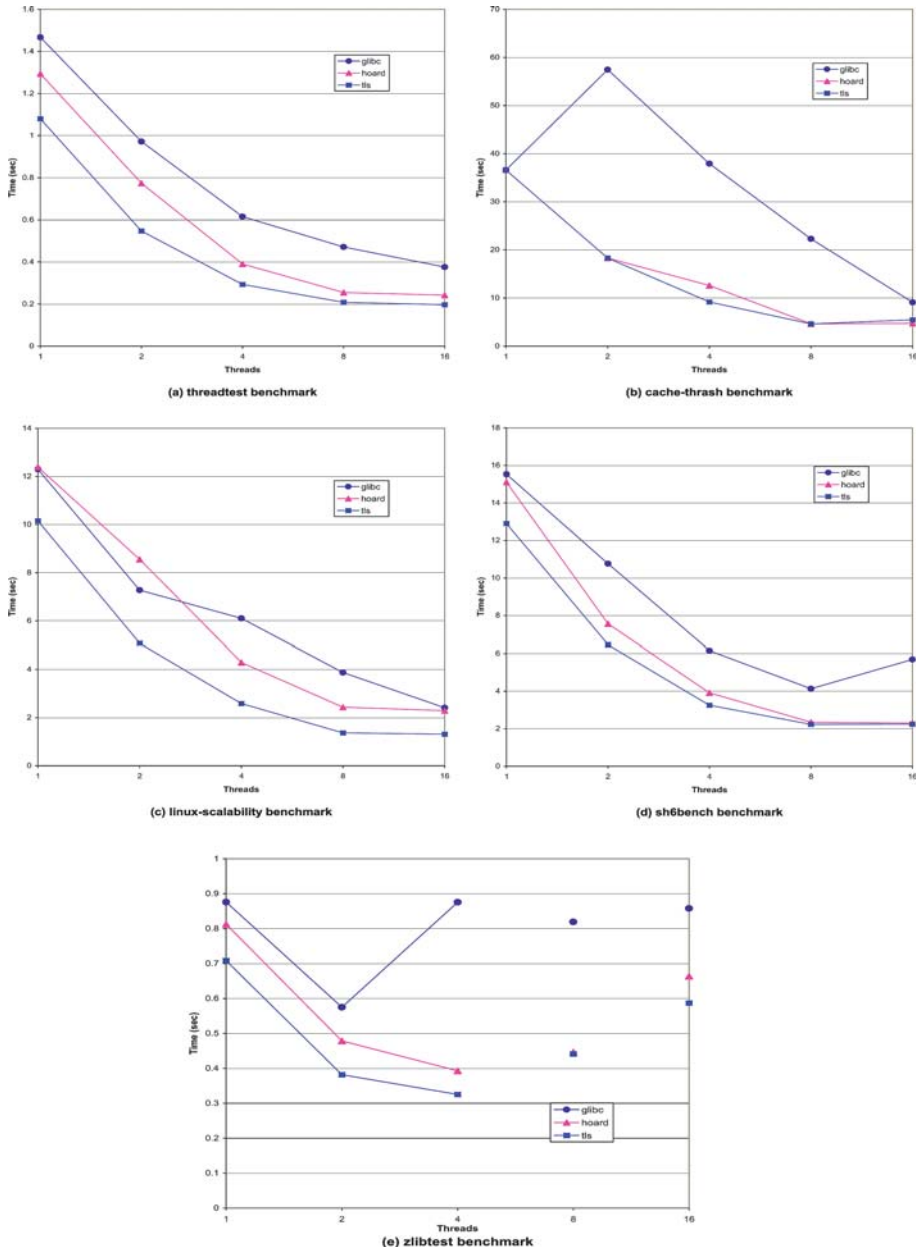 1.6
1.4
1.2
1
0.8
0.6
0.4
0.2
0
Time (sec)
glibc
hoard
tls
1 2 4 8 16
Threads
(a) threadtest benchmark
70
60
50
40
30
20
10
0
Time (sec)
glibc
hoard
tls
1 2 4 8 16
Threads
(b) cache-thrash benchmark
14
12
10
8
6
4
2
0
Time (sec)
glibc
hoard
tls
1 2 4 8 16
Threads
(c) linux-scalability benchmark
18
16
14
12
10
8
6
4
2
0
Time (sec)
glibc
hoard
tls
1 2 4 8 16
Threads
(d) sh6bench benchmark
1
0.9
0.8
0.7
0.6
0.5
0.4
0.3
0.2
0.1
0
Time (sec)
glibc
hoard
tls
1 2 4 8 16
Threads
(e) zlibtest benchmark